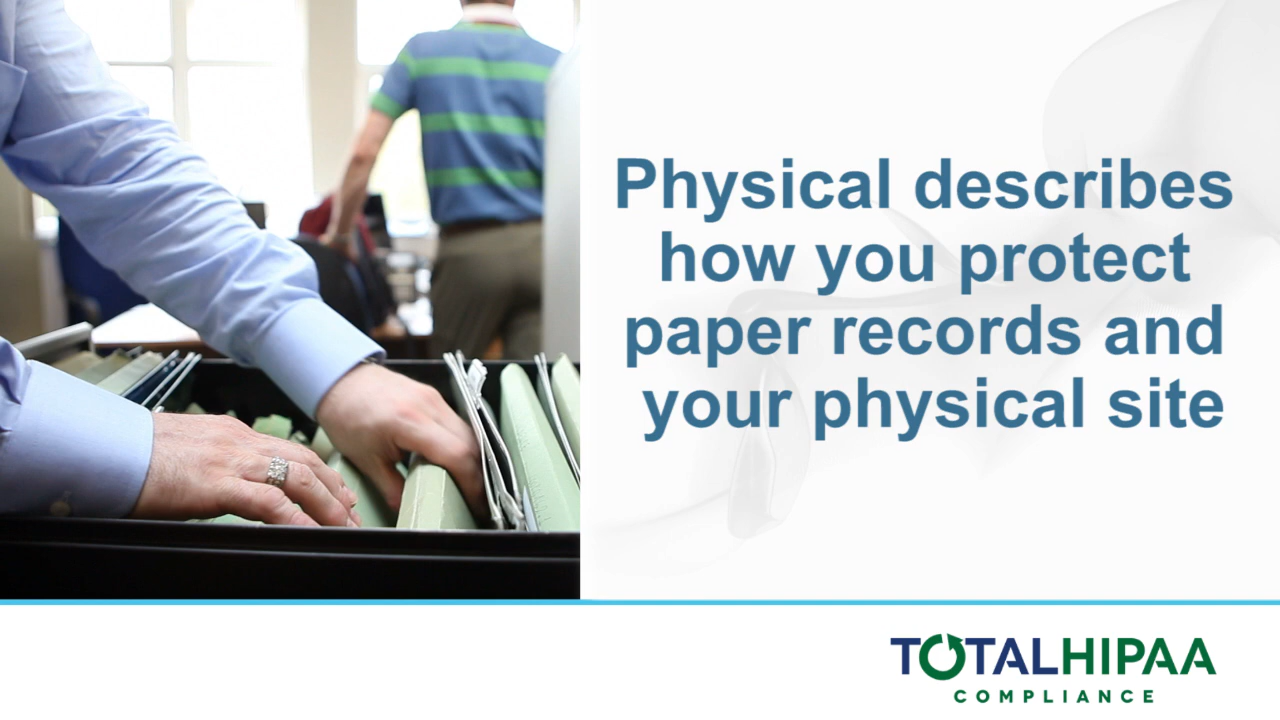 Physical describes
how you protect
paper records and
your physical site
TOTALHIPAA
COMPLIANCE